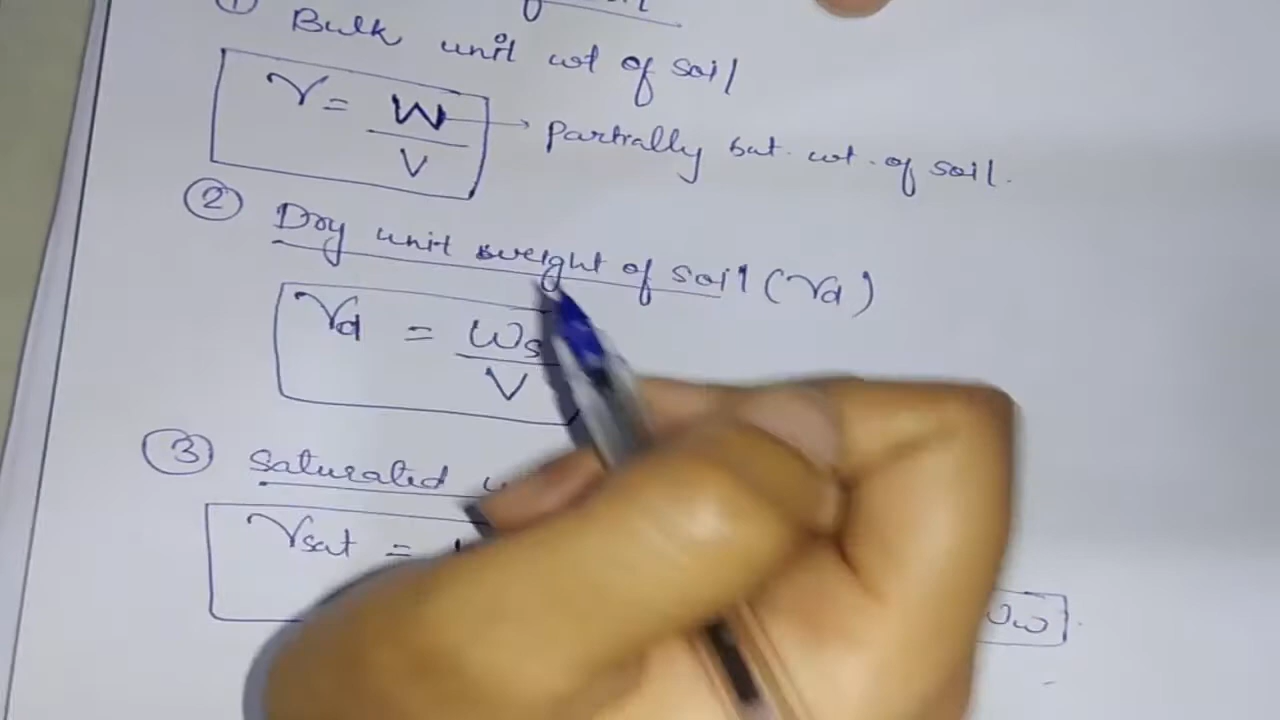 ① Bulk unit wt of soil
γ = W/V → Partially sat. wt. of soil.
② Dry unit weight of soil (γd)
γd = Ws/V
③ Saturated
γsat =